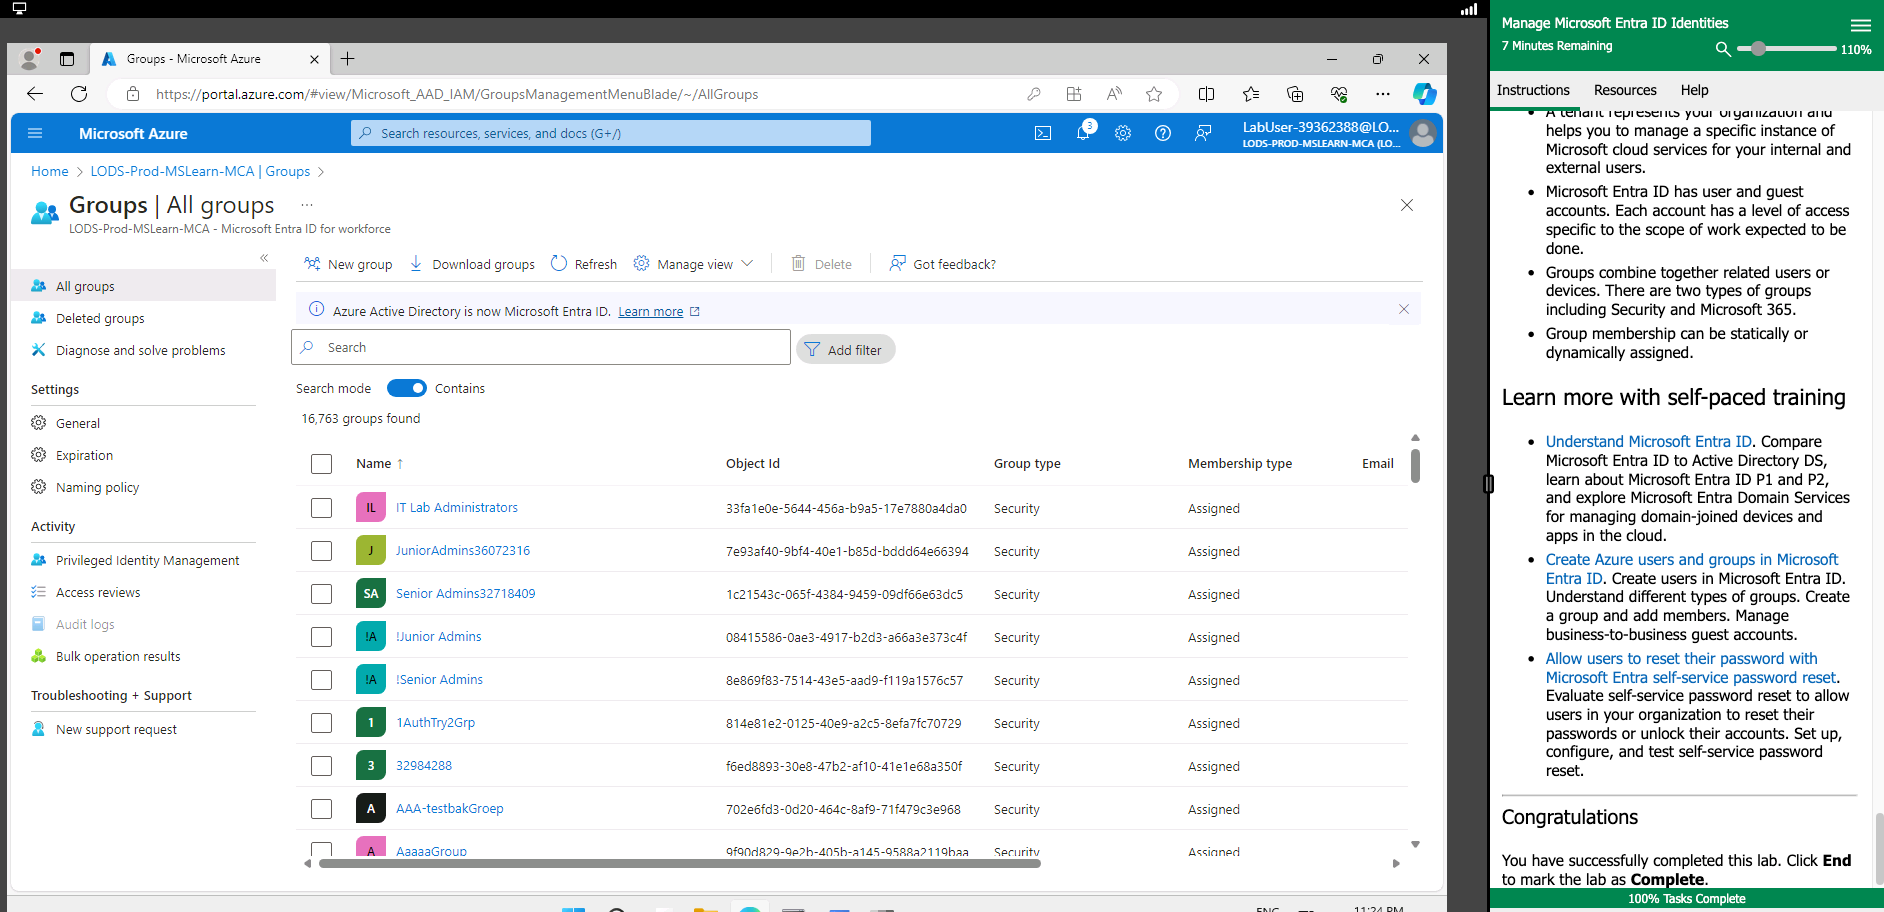 Groups - Microsoft Azure
https://portal.azure.com/#view/Microsoft_AAD_IAM/GroupsManagementMenuBlade/~/AllGroups
Microsoft Azure
Search resources, services, and docs (G+/)
3
LabUser-39362388@LO...
LODS-PROD-MSLEARN-MCA (LO...
Home > LODS-Prod-MSLearn-MCA | Groups >
Groups | All groups ...
LODS-Prod-MSLearn-MCA - Microsoft Entra ID for workforce
All groups
Deleted groups
Diagnose and solve problems
Settings
General
Expiration
Naming policy
Activity
Privileged Identity Management
Access reviews
Audit logs
Bulk operation results
Troubleshooting + Support
New support request
New group Download groups Refresh Manage view Delete Got feedback?
Azure Active Directory is now Microsoft Entra ID. Learn more
Search
Add filter
Search mode Contains
16,763 groups found
Name ↑ Object Id Group type Membership type Email
IL IT Lab Administrators 33fa1e0e-5644-456a-b9a5-17e7880a4da0 Security Assigned
J JuniorAdmins36072316 7e93af40-9bf4-40e1-b85d-bddd64e66394 Security Assigned
SA Senior Admins32718409 1c21543c-065f-4384-9459-09df66e63dc5 Security Assigned
!A !Junior Admins 08415586-0ae3-4917-b2d3-a66a3e373c4f Security Assigned
!A !Senior Admins 8e869f83-7514-43e5-aad9-f119a1576c57 Security Assigned
1 1AuthTry2Grp 814e81e2-0125-40e9-a2c5-8efa7fc70729 Security Assigned
3 32984288 f6ed8893-30e8-47b2-af10-41e1e68a350f Security Assigned
A AAA-testbakGroep 702e6fd3-0d20-464c-8af9-71f479c3e968 Security Assigned
A AaaaaGroup 9f90d829-9e2b-405b-a145-9588a2119baa Security Assigned
ENG
11:24 PM
Manage Microsoft Entra ID Identities
7 Minutes Remaining
110%
Instructions Resources Help
• A tenant represents your organization and
helps you to manage a specific instance of
Microsoft cloud services for your internal and
external users.
• Microsoft Entra ID has user and guest
accounts. Each account has a level of access
specific to the scope of work expected to be
done.
• Groups combine together related users or
devices. There are two types of groups
including Security and Microsoft 365.
• Group membership can be statically or
dynamically assigned.
Learn more with self-paced training
• Understand Microsoft Entra ID. Compare
Microsoft Entra ID to Active Directory DS,
learn about Microsoft Entra ID P1 and P2,
and explore Microsoft Entra Domain Services
for managing domain-joined devices and
apps in the cloud.
• Create Azure users and groups in Microsoft
Entra ID. Create users in Microsoft Entra ID.
Understand different types of groups. Create
a group and add members. Manage
business-to-business guest accounts.
• Allow users to reset their password with
Microsoft Entra self-service password reset.
Evaluate self-service password reset to allow
users in your organization to reset their
passwords or unlock their accounts. Set up,
configure, and test self-service password
reset.
Congratulations
You have successfully completed this lab. Click End
to mark the lab as Complete.
100% Tasks Complete